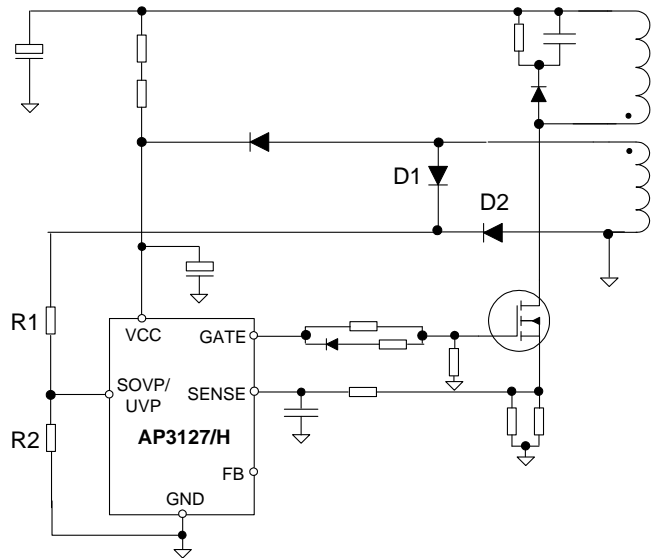 D1
D2
R1
VCC
GATE
SOVP/
UVP
SENSE
R2
AP3127/H
FB
GND